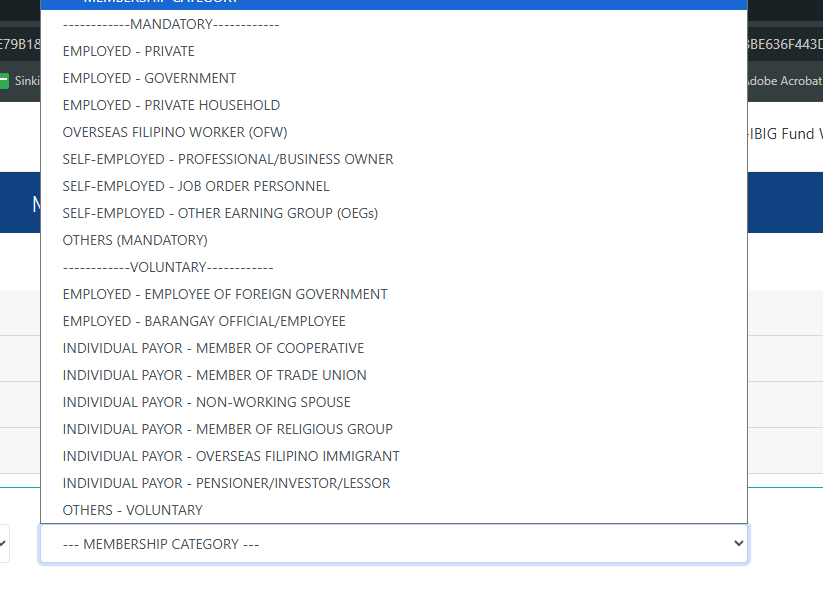 ------------MANDATORY------------
EMPLOYED - PRIVATE
EMPLOYED - GOVERNMENT
EMPLOYED - PRIVATE HOUSEHOLD
OVERSEAS FILIPINO WORKER (OFW)
SELF-EMPLOYED - PROFESSIONAL/BUSINESS OWNER
SELF-EMPLOYED - JOB ORDER PERSONNEL
SELF-EMPLOYED - OTHER EARNING GROUP (OEGs)
OTHERS (MANDATORY)
------------VOLUNTARY------------
EMPLOYED - EMPLOYEE OF FOREIGN GOVERNMENT
EMPLOYED - BARANGAY OFFICIAL/EMPLOYEE
INDIVIDUAL PAYOR - MEMBER OF COOPERATIVE
INDIVIDUAL PAYOR - MEMBER OF TRADE UNION
INDIVIDUAL PAYOR - NON-WORKING SPOUSE
INDIVIDUAL PAYOR - MEMBER OF RELIGIOUS GROUP
INDIVIDUAL PAYOR - OVERSEAS FILIPINO IMMIGRANT
INDIVIDUAL PAYOR - PENSIONER/INVESTOR/LESSOR
OTHERS - VOLUNTARY
--- MEMBERSHIP CATEGORY ---
E79B18
BE636F443D
Sinki
Adobe Acrobat
-IBIG Fund